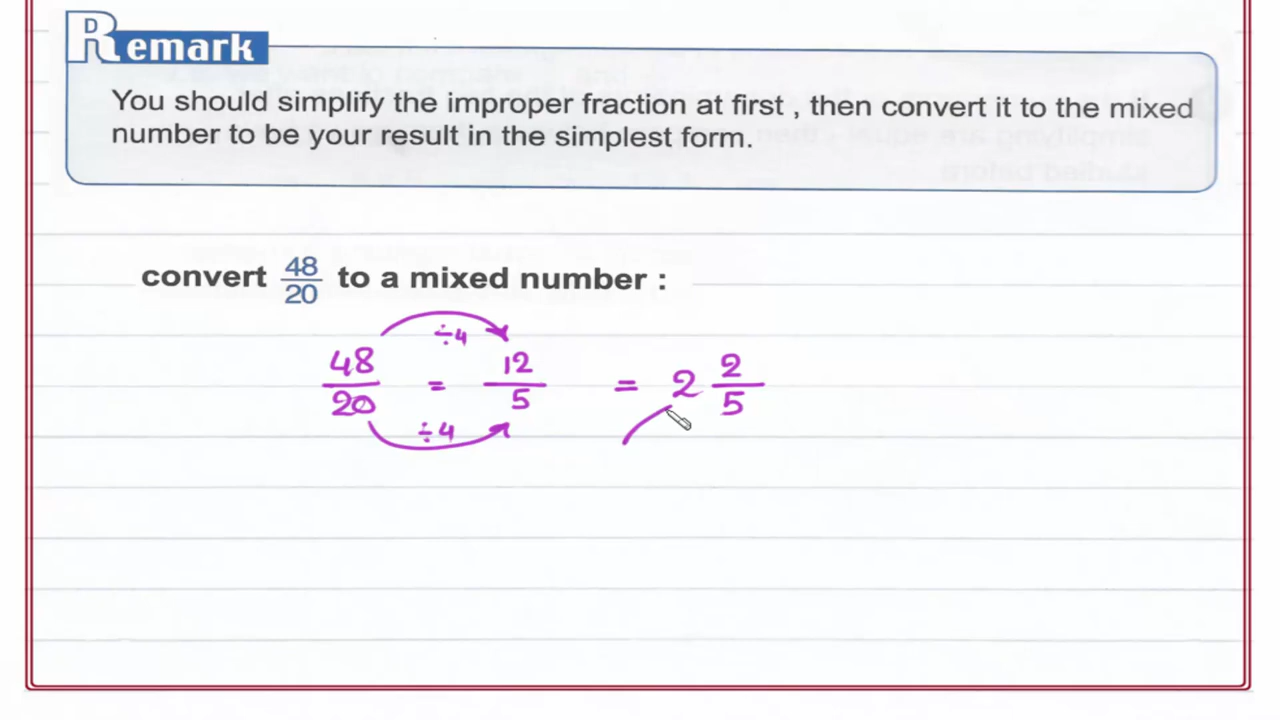 Remark
You should simplify the improper fraction at first , then convert it to the mixed
number to be your result in the simplest form.
convert 48/20 to a mixed number :
÷4
48/20 = 12/5 = 2 2/5
÷4